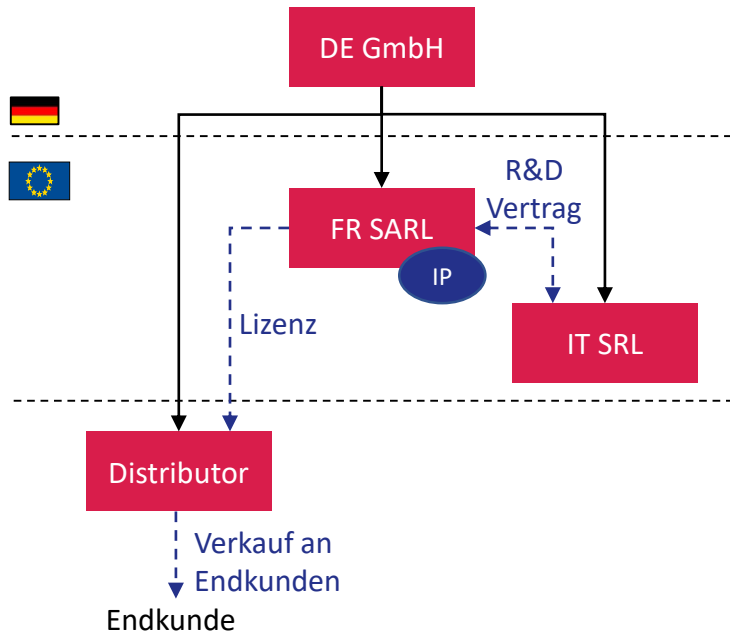 DE GmbH
R&D
Vertrag
FR SARL
IP
Lizenz
IT SRL
Distributor
Verkauf an
Endkunden
Endkunde